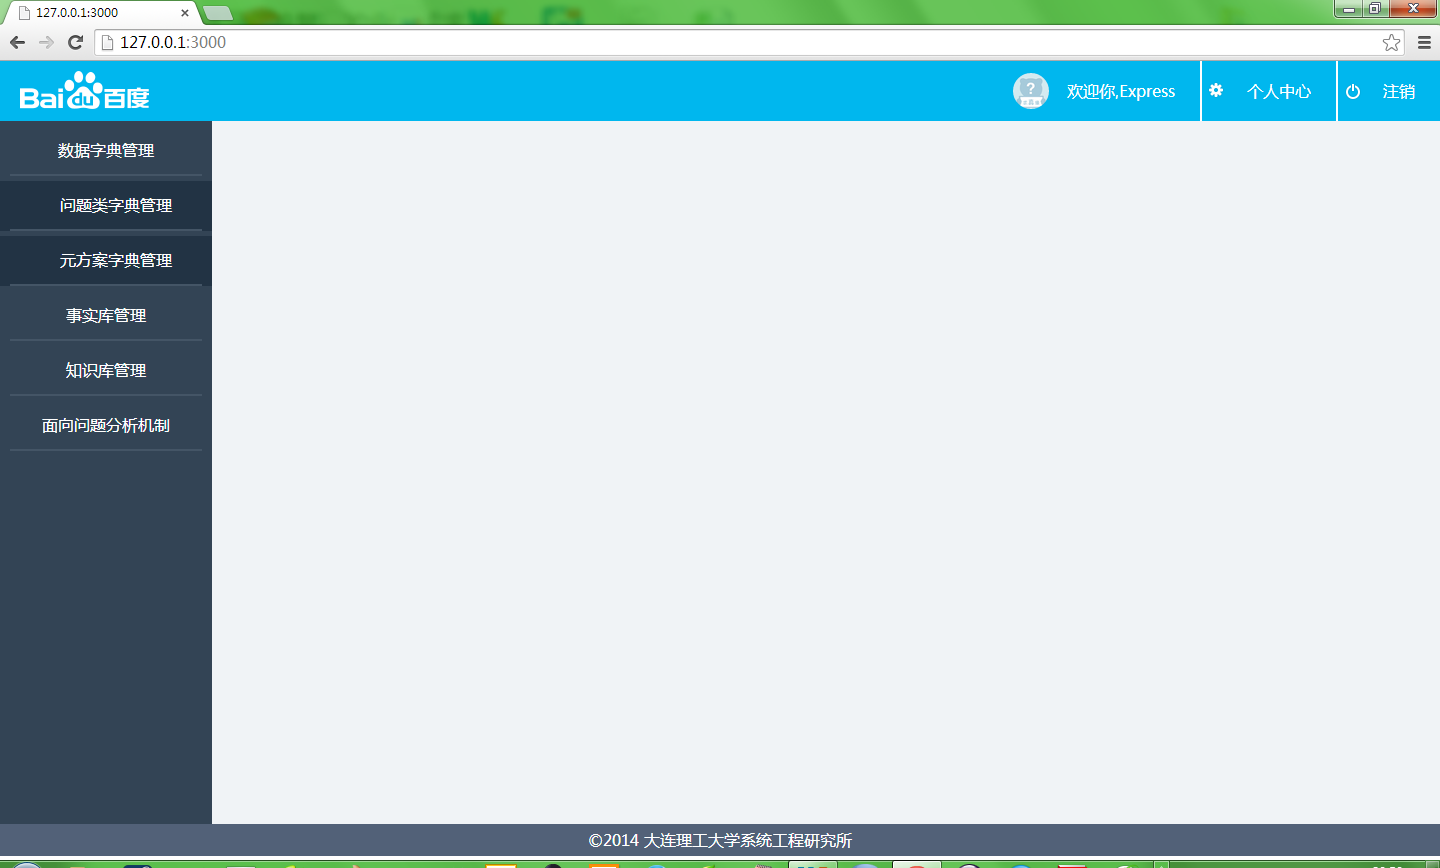 127.0.0.1:3000
127.0.0.1:3000
Bai du 百度
欢迎你,Express
个人中心
注销
数据字典管理
问题类字典管理
元方案字典管理
事实库管理
知识库管理
面向问题分析机制
©2014 大连理工大学系统工程研究所